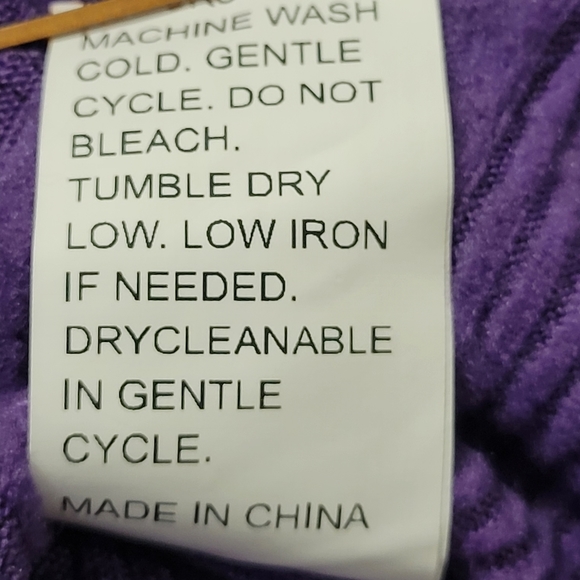 MACHINE WASH
COLD. GENTLE
CYCLE. DO NOT
BLEACH.
TUMBLE DRY
LOW. LOW IRON
IF NEEDED.
DRYCLEANABLE
IN GENTLE
CYCLE.
MADE IN CHINA